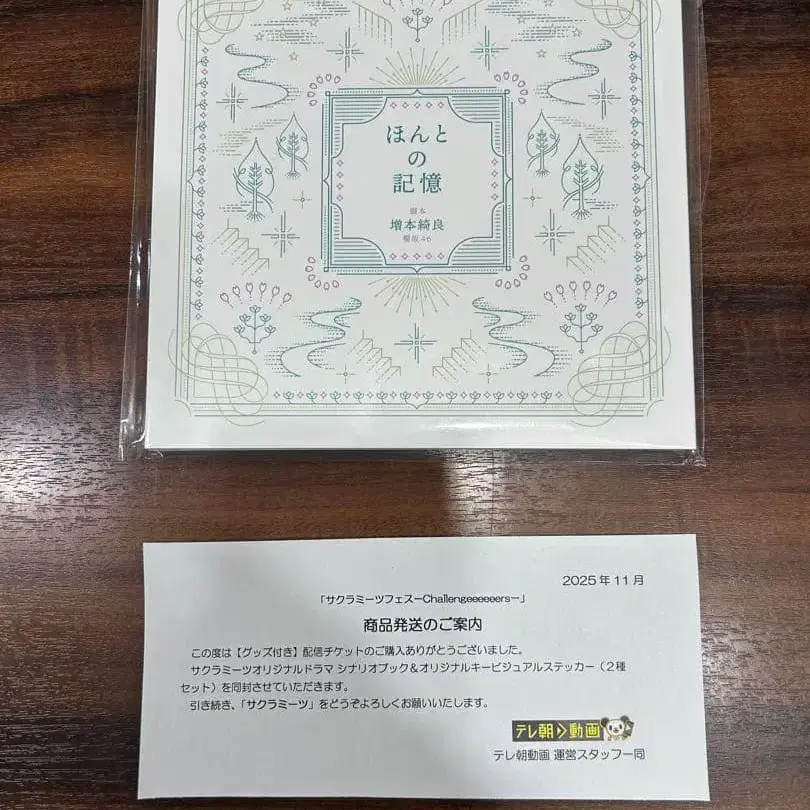 ほんと
の
記憶
脚本
増本綺良
櫻坂46
2025年11月
「サクラミーツフェスーChallengeeeeeersー」
商品発送のご案内
この度は【グッズ付き】配信チケットのご購入ありがとうございました。
サクラミーツオリジナルドラマ シナリオブック＆オリジナルキービジュアルステッカー（2種
セット）を同封させていただきます。
引き続き、「サクラミーツ」をどうぞよろしくお願いいたします。
テレ朝動画
テレ朝動画 運営スタッフ一同